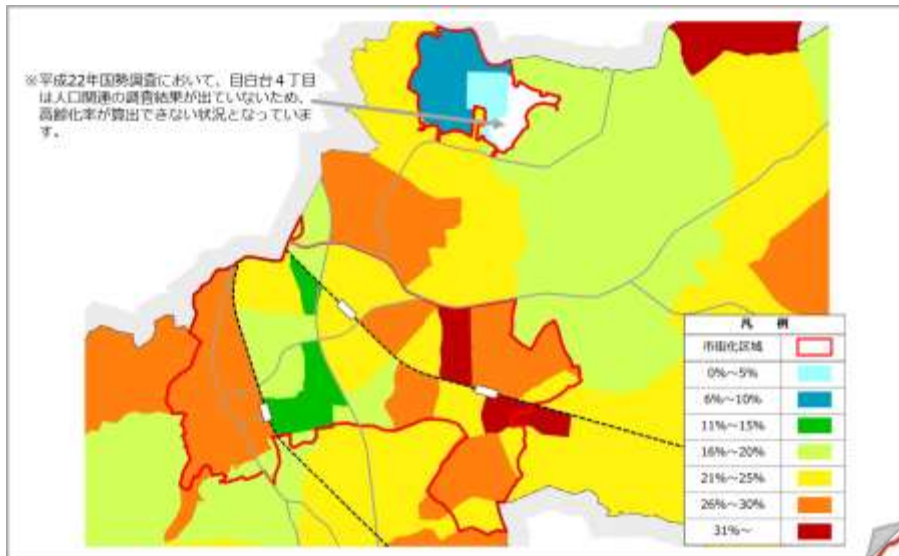 ※平成22年国勢調査において、目白台４丁目
は人口関連の調査結果が出ていないため、
高齢化率が算出できない状況となっていま
す。
凡　例
市街化区域
0%～5%
6%～10%
11%～15%
16%～20%
21%～25%
26%～30%
31%～